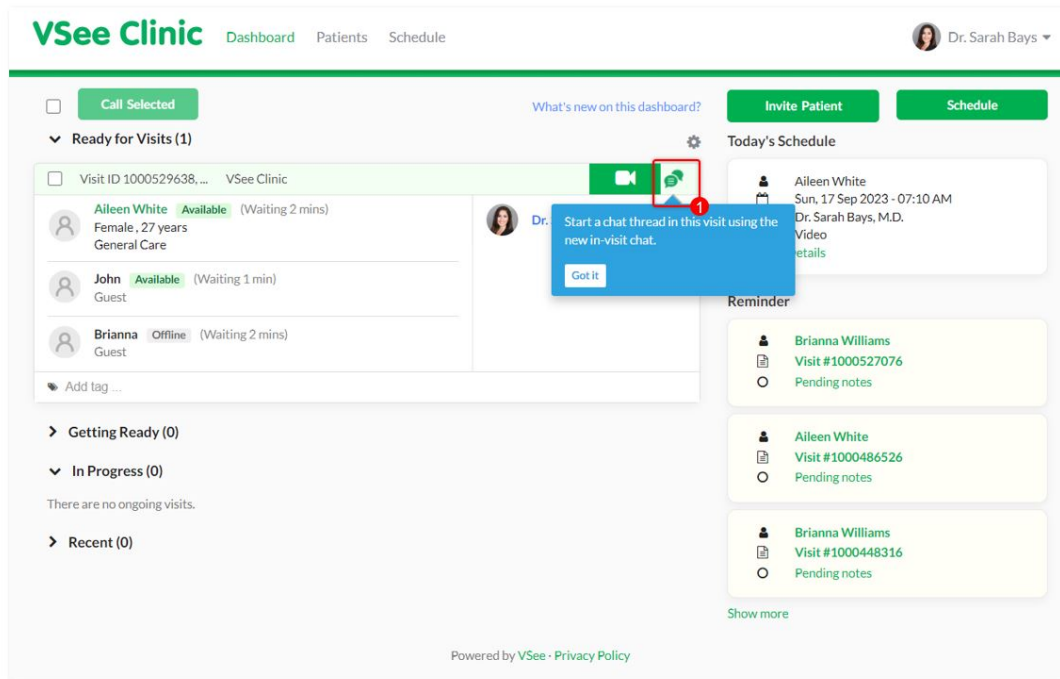 VSee Clinic
Dashboard
Patients
Schedule
Dr. Sarah Bays
Call Selected
What's new on this dashboard?
Ready for Visits (1)
Visit ID 1000529638, ... VSee Clinic
Aileen White Available (Waiting 2 mins)
Female, 27 years
General Care
John Available (Waiting 1 min)
Guest
Brianna Offline (Waiting 2 mins)
Guest
Dr.
1
Start a chat thread in this visit using the
new in-visit chat.
Got it
Add tag ...
Getting Ready (0)
In Progress (0)
There are no ongoing visits.
Recent (0)
Invite Patient
Schedule
Today's Schedule
Aileen White
Sun, 17 Sep 2023 - 07:10 AM
Dr. Sarah Bays, M.D.
Video
Reminder
Brianna Williams
Visit #1000527076
Pending notes
Aileen White
Visit #1000486526
Pending notes
Brianna Williams
Visit #1000448316
Pending notes
Show more
Powered by VSee · Privacy Policy